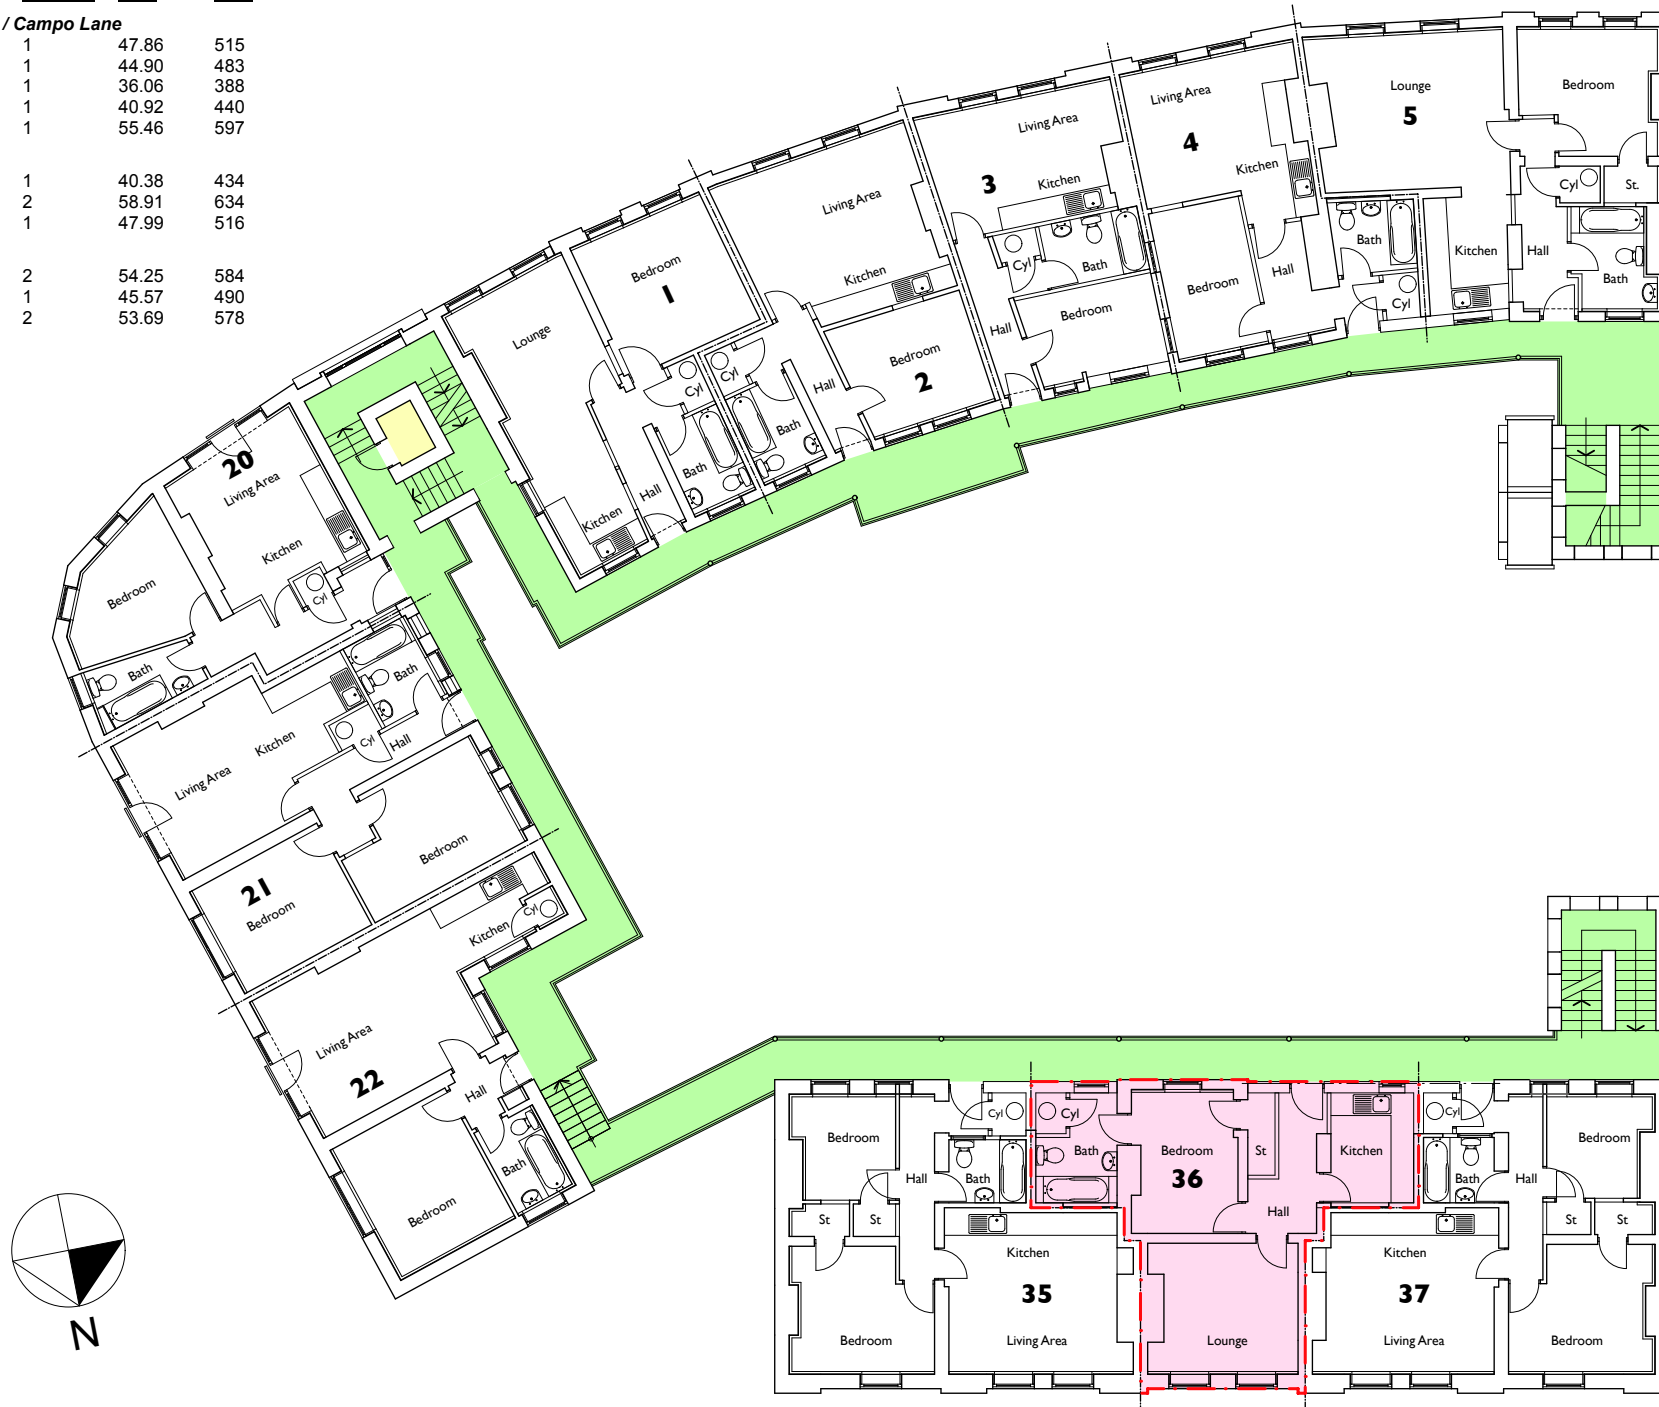 / Campo Lane
1 47.86 515
1 44.90 483
1 36.06 388
1 40.92 440
1 55.46 597
1 40.38 434
2 58.91 634
1 47.99 516
2 54.25 584
1 45.57 490
2 53.69 578
Lounge
Bedroom
1
Cyl
Bath
Hall
Kitchen
Living Area
Kitchen
Cyl
Bath
Hall
Bedroom
2
Living Area
3
Kitchen
Cyl
Bath
Hall
Bedroom
Living Area
4
Kitchen
Bedroom
Hall
Bath
Cyl
Lounge
5
Kitchen
Bedroom
Cyl
St.
Hall
Bath
20
Living Area
Kitchen
Cyl
Bedroom
Bath
Bath
Kitchen
Cyl
Hall
Living Area
Bedroom
21
Bedroom
Kitchen
Cyl
Living Area
22
Hall
Bath
Bedroom
N
Bedroom
Cyl
Hall
Bath
St
St
Kitchen
35
Bedroom
Living Area
Cyl
Bath
Bedroom
36
St
Kitchen
Hall
Lounge
Cyl
Bath
Hall
Bedroom
St
St
Kitchen
37
Living Area
Bedroom